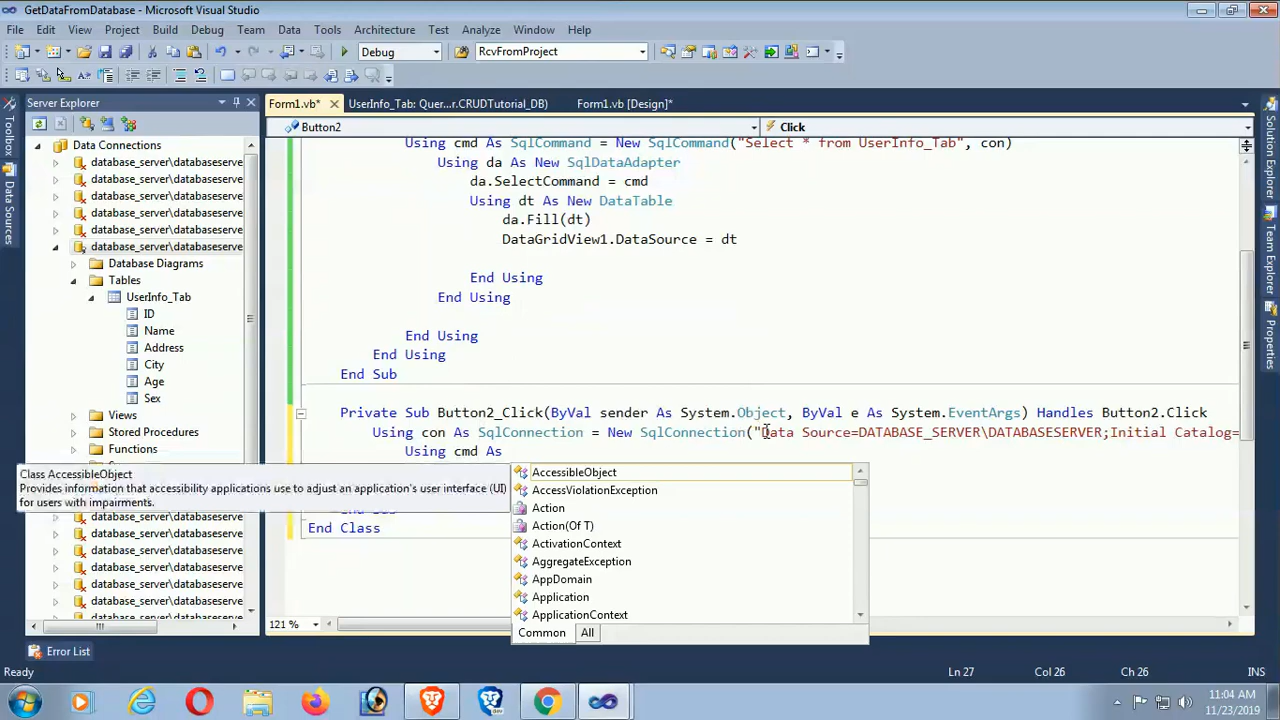 GetDataFromDatabase - Microsoft Visual Studio
File Edit View Project Build Debug Team Data Tools Architecture Test Analyze Window Help
Debug RcvFromProject
Server Explorer
Form1.vb* UserInfo_Tab: Quer...r.CRUDTutorial_DB) Form1.vb [Design]*
Button2 Click
Toolbox
Data Sources
Data Connections
database_server\databaseserve
database_server\databaseserve
database_server\databaseserve
database_server\databaseserve
database_server\databaseserve
database_server\databaseserve
Database Diagrams
Tables
UserInfo_Tab
ID
Name
Address
City
Age
Sex
Views
Stored Procedures
Functions
database_server\databaseserve
database_server\databaseserve
database_server\databaseserve
database_server\databaseserve
database_server\databaseserve
database_server\databaseserve
Using cmd As SqlCommand = New SqlCommand("Select * from UserInfo_Tab", con)
Using da As New SqlDataAdapter
da.SelectCommand = cmd
Using dt As New DataTable
da.Fill(dt)
DataGridView1.DataSource = dt
End Using
End Using
End Using
End Using
End Sub
Private Sub Button2_Click(ByVal sender As System.Object, ByVal e As System.EventArgs) Handles Button2.Click
Using con As SqlConnection = New SqlConnection("Data Source=DATABASE_SERVER\DATABASESERVER;Initial Catalog=
Using cmd As
End Class
Class AccessibleObject
Provides information that accessibility applications use to adjust an application's user interface (UI)
for users with impairments.
AccessibleObject
AccessViolationException
Action
Action(Of T)
ActivationContext
AggregateException
AppDomain
Application
ApplicationContext
Common All
Solution Explorer
Team Explorer
Properties
121 %
Error List
Ready Ln 27 Col 26 Ch 26 INS
11:04 AM
11/23/2019